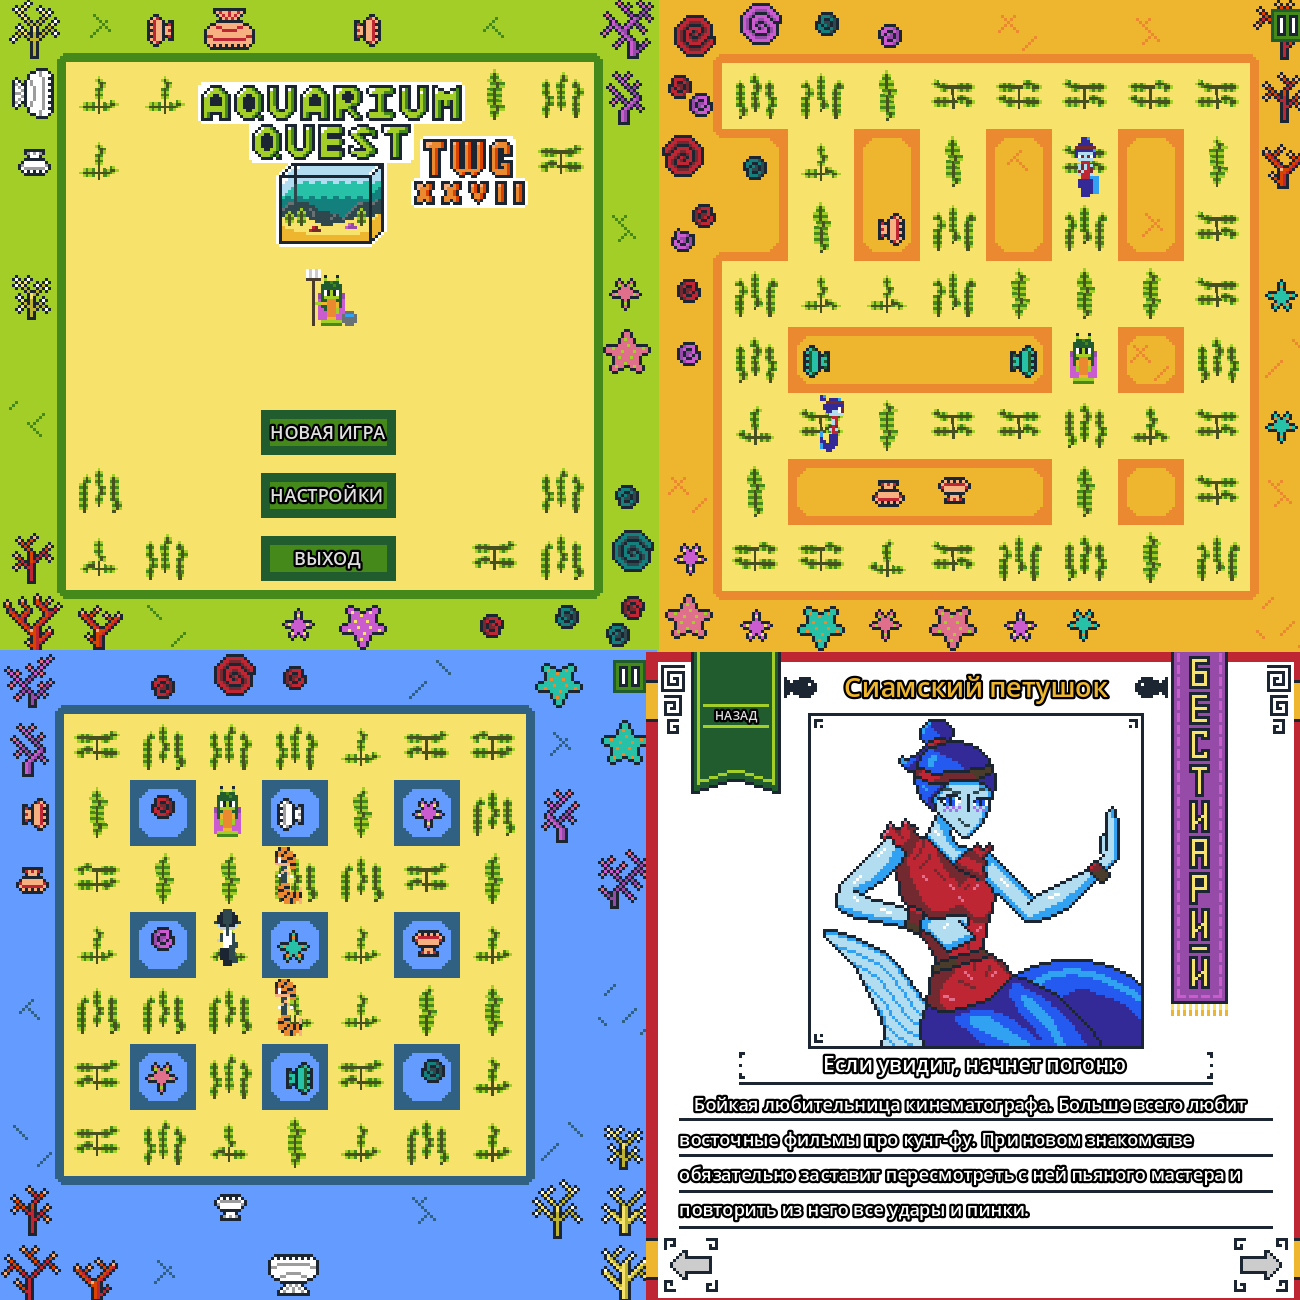 AQUARIUM
QUEST
TWG
XXVII
НОВАЯ ИГРА
НАСТРОЙКИ
ВЫХОД
НАЗАД
Сиамский петушок
БЕСТИАРИЙ
Если увидит, начнет погоню
Бойкая любительница кинематографа. Больше всего любит
восточные фильмы про кунг-фу. При новом знакомстве
обязательно заставит пересмотреть с ней пьяного мастера и
повторить из него все удары и пинки.